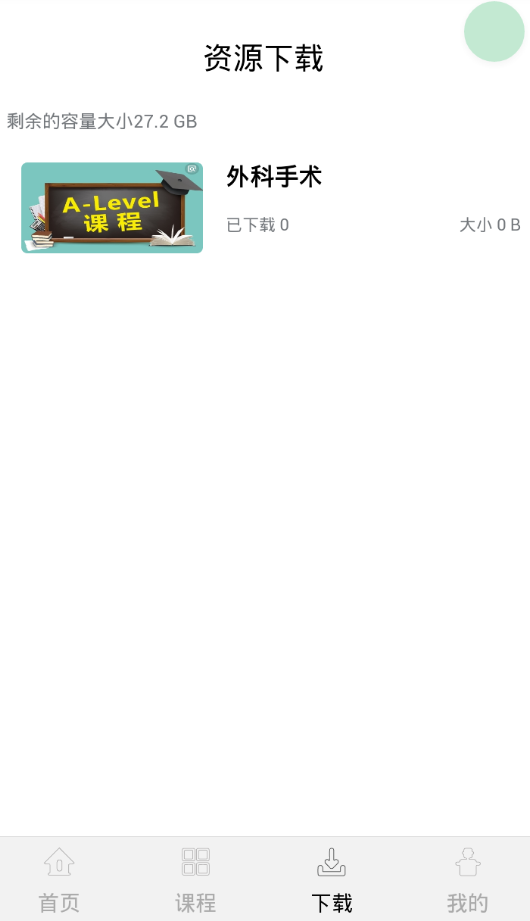 资源下载
剩余的容量大小27.2 GB
A-Level
课程
外科手术
已下载 0
大小 0 B
首页
课程
下载
我的